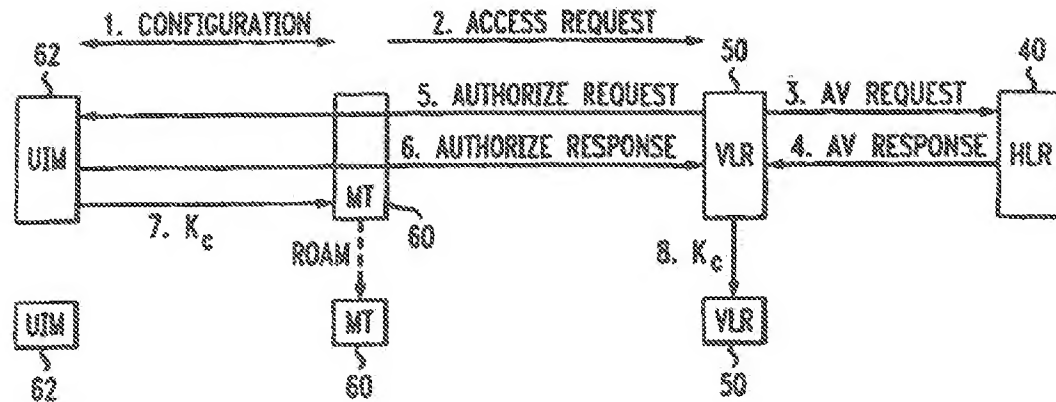 1. CONFIGURATION
2. ACCESS REQUEST
62
50
40
5. AUTHORIZE REQUEST
3. AV REQUEST
UIM
6. AUTHORIZE RESPONSE
VLR
4. AV RESPONSE
HLR
MT
7. Kc
60
ROAM
8. Kc
UIM
MT
VLR
62
60
50